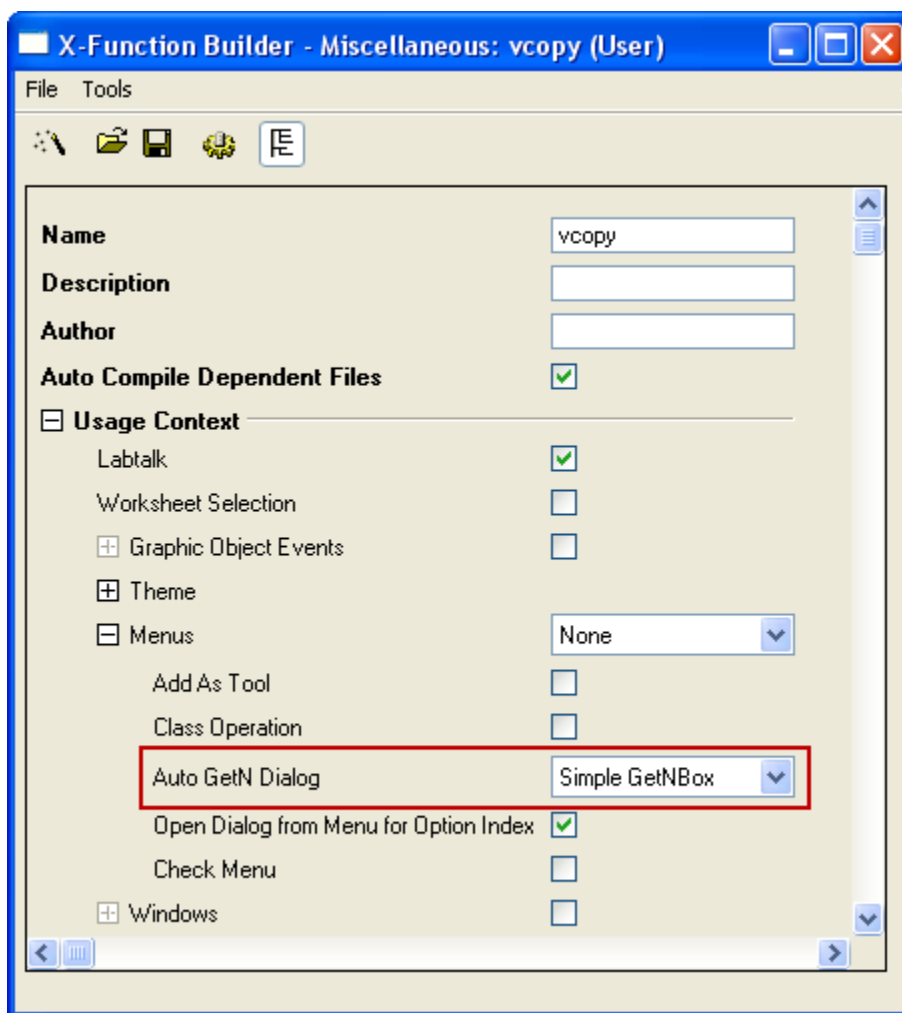 X-Function Builder - Miscellaneous: vcopy (User)
File Tools
Name vcopy
Description
Author
Auto Compile Dependent Files
Usage Context
Labtalk
Worksheet Selection
Graphic Object Events
Theme
Menus None
Add As Tool
Class Operation
Auto GetN Dialog Simple GetNBox
Open Dialog from Menu for Option Index
Check Menu
Windows